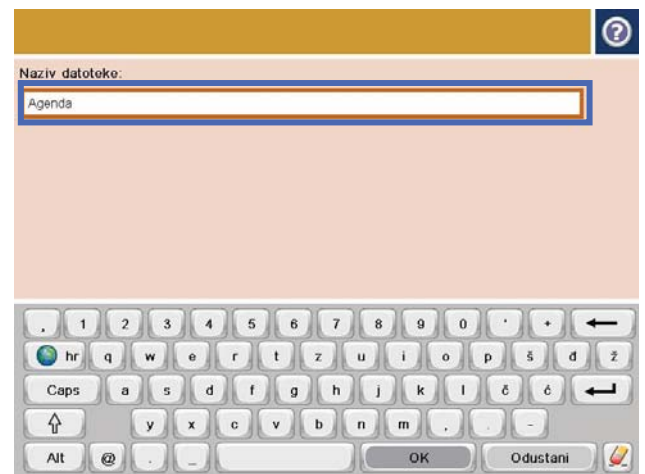 ?
Naziv datoteke:
Agenda
1 2 3 4 5 6 7 8 9 0 ' +
hr q w e r t z u i o p š đ ž
Caps a s d f g h j k l č ć
y x c v b n m , . -
Alt @ . _ OK Odustani